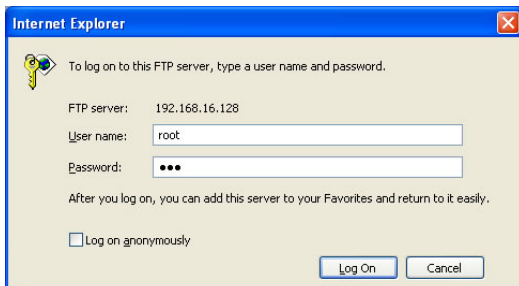 Internet Explorer
To log on to this FTP server, type a user name and password.
FTP server: 192.168.16.128
User name: root
Password: ●●●
After you log on, you can add this server to your Favorites and return to it easily.
Log on anonymously
Log On Cancel